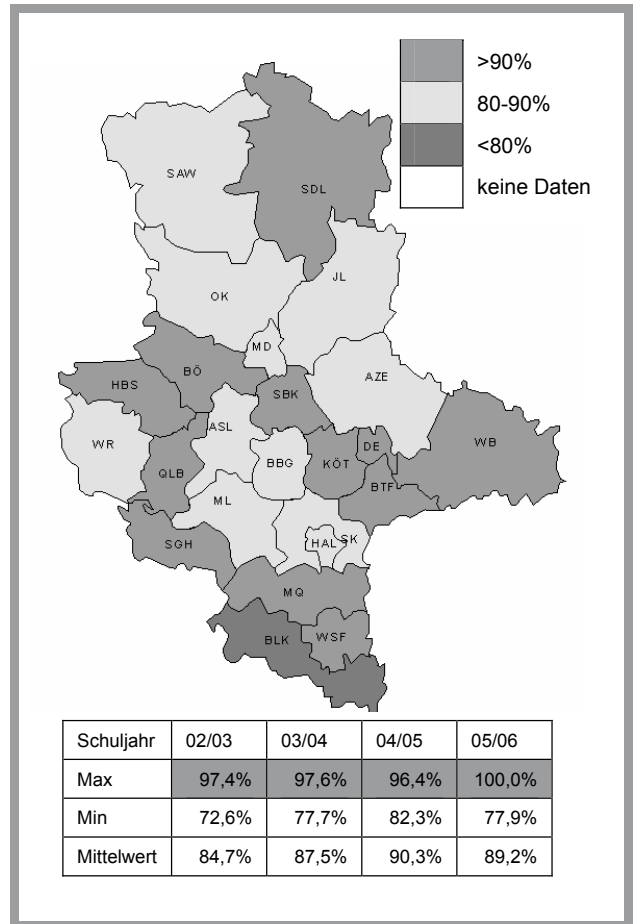 >90%
80-90%
<80%
keine Daten
SAW
SDL
JL
OK
MD
BÖ
AZE
HBS
SBK
ASL
WR
DE
WB
BBG
QLB
KÖT
BTF
ML
SGH
HAL SK
MQ
BLK WSF
Schuljahr 02/03 03/04 04/05 05/06
Max 97,4% 97,6% 96,4% 100,0%
Min 72,6% 77,7% 82,3% 77,9%
Mittelwert 84,7% 87,5% 90,3% 89,2%